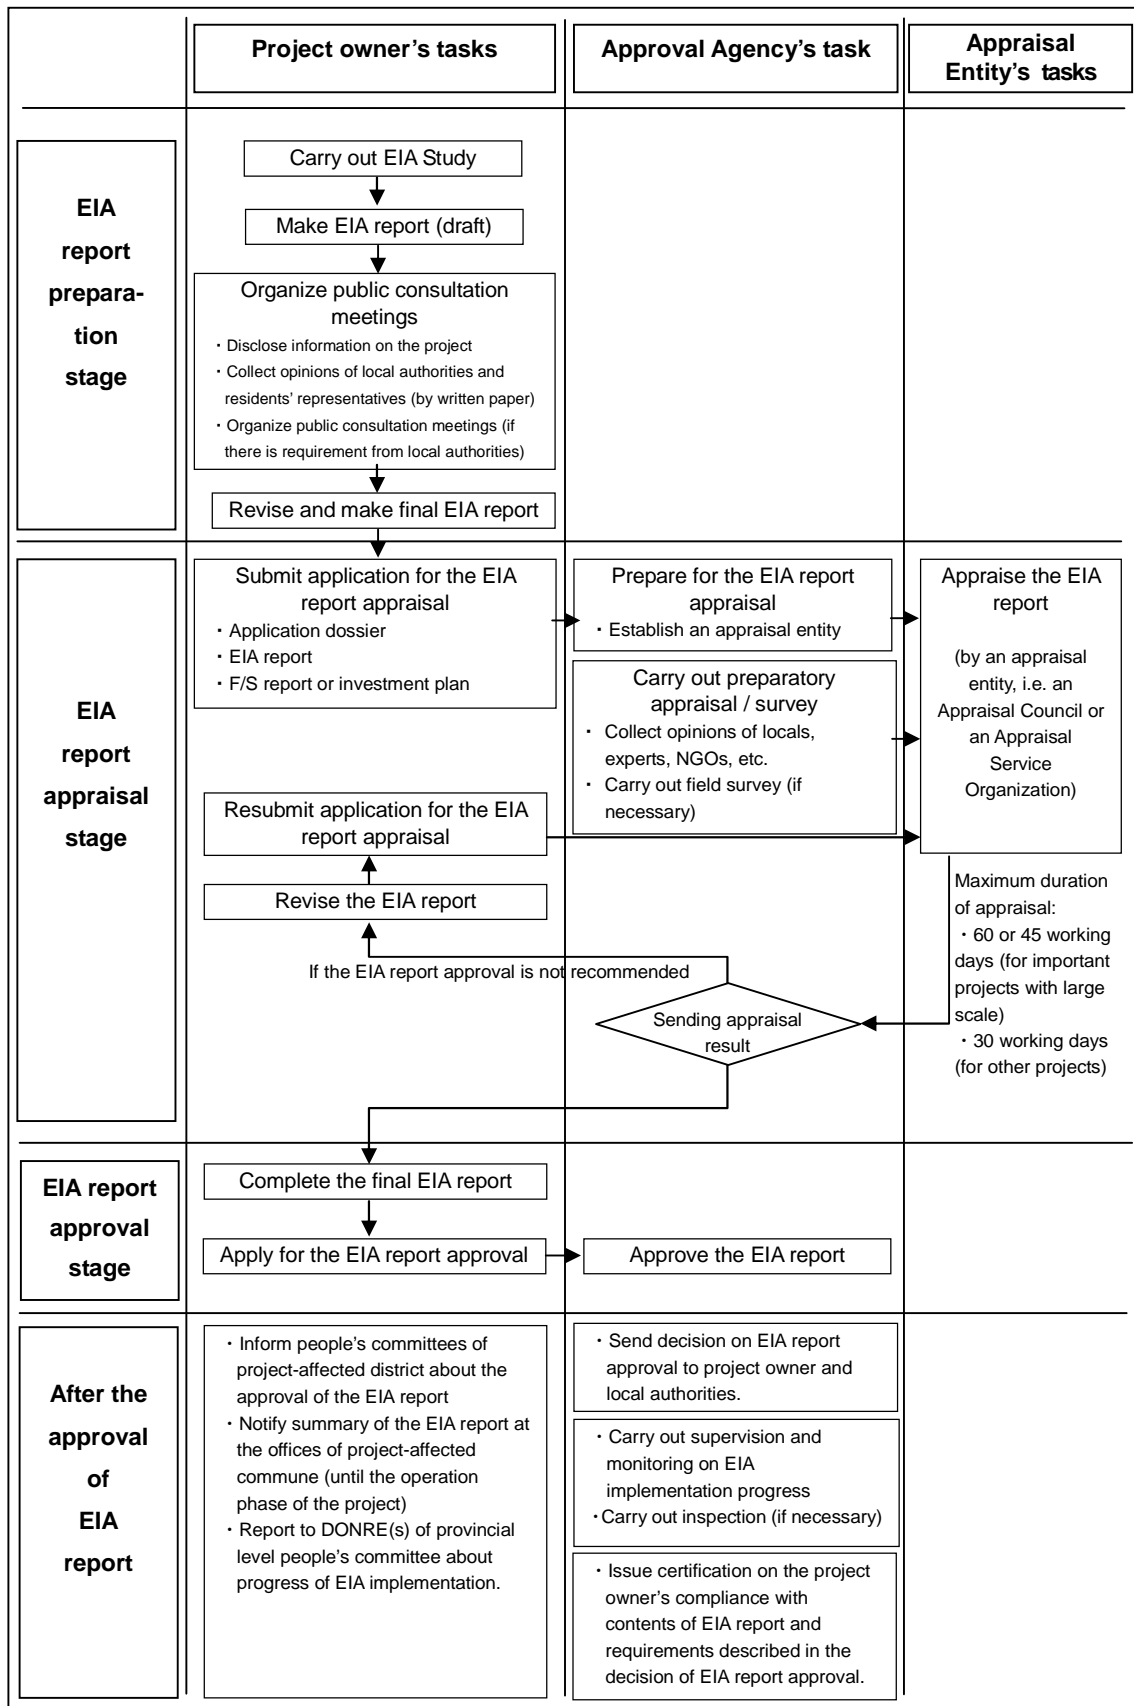 Project owner's tasks
Approval Agency's task
Appraisal
Entity's tasks
EIA
report
prepara-
tion
stage
Carry out EIA Study
Make EIA report (draft)
Organize public consultation
meetings
・Disclose information on the project
・Collect opinions of local authorities and
residents' representatives (by written paper)
・Organize public consultation meetings (if
there is requirement from local authorities)
Revise and make final EIA report
EIA
report
appraisal
stage
Submit application for the EIA
report appraisal
・Application dossier
・EIA report
・F/S report or investment plan
Prepare for the EIA report
appraisal
・Establish an appraisal entity
Carry out preparatory
appraisal / survey
・ Collect opinions of locals,
experts, NGOs, etc.
・ Carry out field survey (if
necessary)
Appraise the EIA
report
(by an appraisal
entity, i.e. an
Appraisal Council or
an Appraisal
Service
Organization)
Resubmit application for the EIA
report appraisal
Revise the EIA report
If the EIA report approval is not recommended
Sending appraisal
result
Maximum duration
of appraisal:
・60 or 45 working
days (for important
projects with large
scale)
・30 working days
(for other projects)
EIA report
approval
stage
Complete the final EIA report
Apply for the EIA report approval
Approve the EIA report
After the
approval
of
EIA
report
・Inform people's committees of
project-affected district about the
approval of the EIA report
・Notify summary of the EIA report at
the offices of project-affected
commune (until the operation
phase of the project)
・Report to DONRE(s) of provincial
level people's committee about
progress of EIA implementation.
・Send decision on EIA report
approval to project owner and
local authorities.
・Carry out supervision and
monitoring on EIA
implementation progress
・Carry out inspection (if necessary)
・Issue certification on the project
owner's compliance with
contents of EIA report and
requirements described in the
decision of EIA report approval.